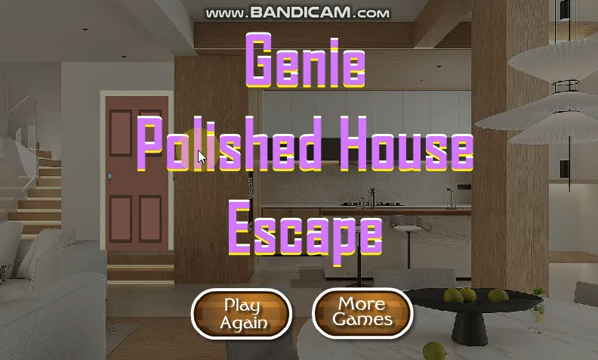 www.BANDICAM.com
Genie
Polished House
Escape
Play
Again
More
Games